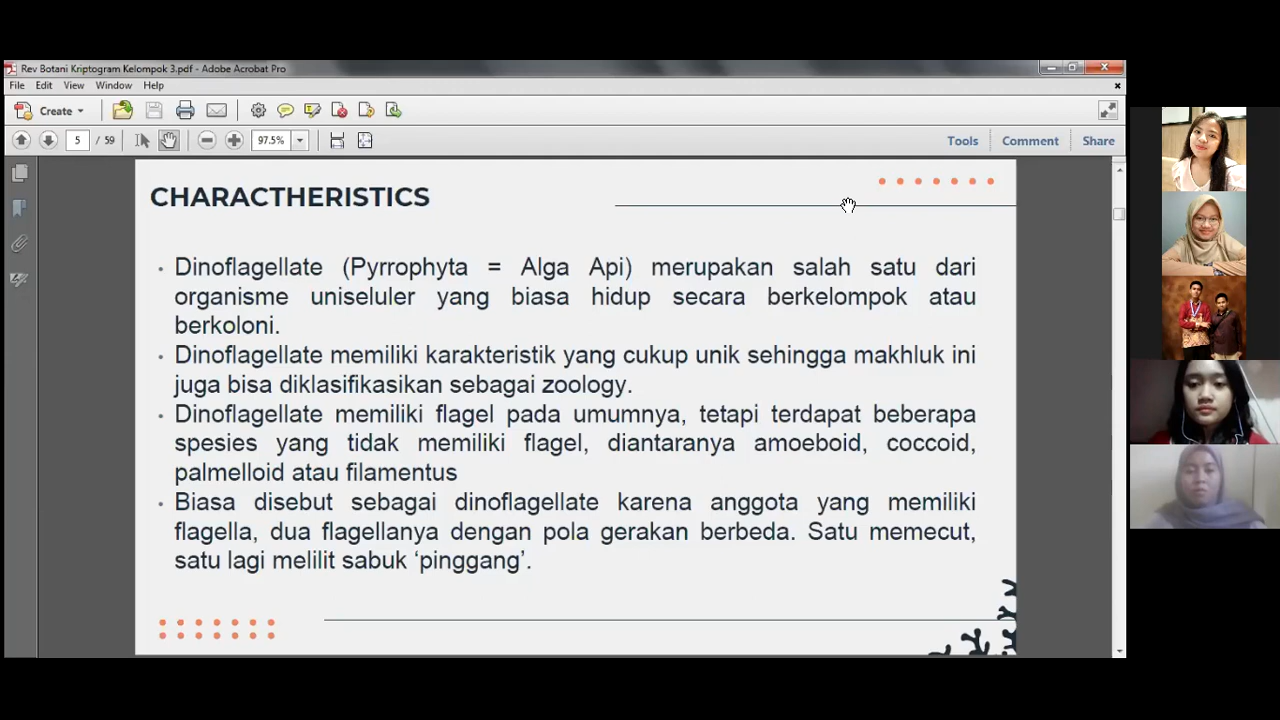 Rev Botani Kriptogram Kelompok 3.pdf - Adobe Acrobat Pro
File Edit View Window Help
Create
5 / 59 97.5% Tools Comment Share
CHARACTHERISTICS
• Dinoflagellate (Pyrrophyta = Alga Api) merupakan salah satu dari
organisme uniseluler yang biasa hidup secara berkelompok atau
berkoloni.
• Dinoflagellate memiliki karakteristik yang cukup unik sehingga makhluk ini
juga bisa diklasifikasikan sebagai zoology.
• Dinoflagellate memiliki flagel pada umumnya, tetapi terdapat beberapa
spesies yang tidak memiliki flagel, diantaranya amoeboid, coccoid,
palmelloid atau filamentus
• Biasa disebut sebagai dinoflagellate karena anggota yang memiliki
flagella, dua flagellanya dengan pola gerakan berbeda. Satu memecut,
satu lagi melilit sabuk ‘pinggang’.